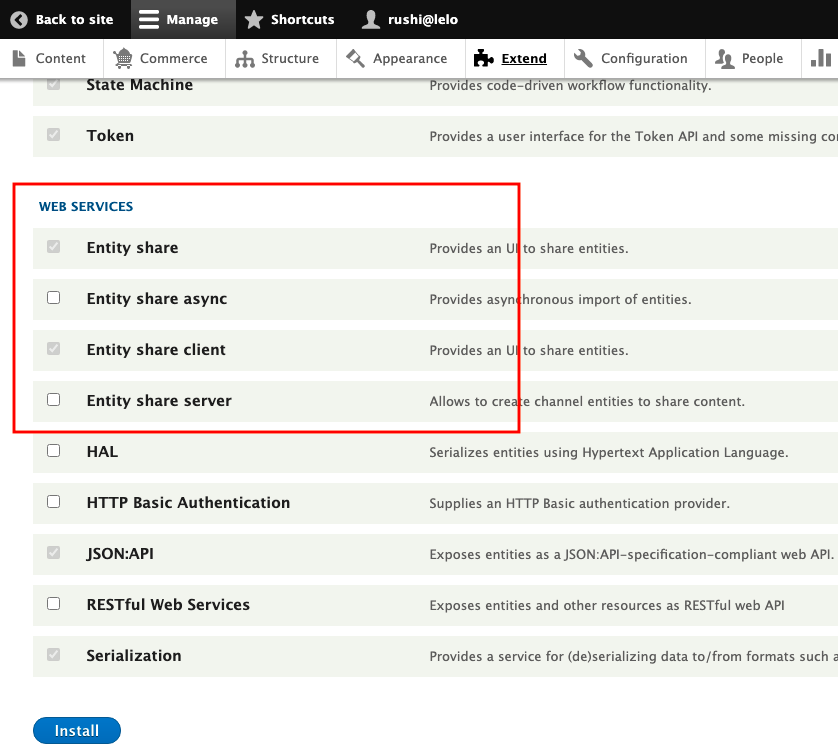 Back to site Manage Shortcuts rushi@lelo
Content Commerce Structure Appearance Extend Configuration People
State Machine Provides code-driven workflow functionality.
Token Provides a user interface for the Token API and some missing
WEB SERVICES
Entity share Provides an UI to share entities.
Entity share async Provides asynchronous import of entities.
Entity share client Provides an UI to share entities.
Entity share server Allows to create channel entities to share content.
HAL Serializes entities using Hypertext Application Language.
HTTP Basic Authentication Supplies an HTTP Basic authentication provider.
JSON:API Exposes entities as a JSON:API-specification-compliant web API.
RESTful Web Services Exposes entities and other resources as RESTful web API
Serialization Provides a service for (de)serializing data to/from formats such
Install